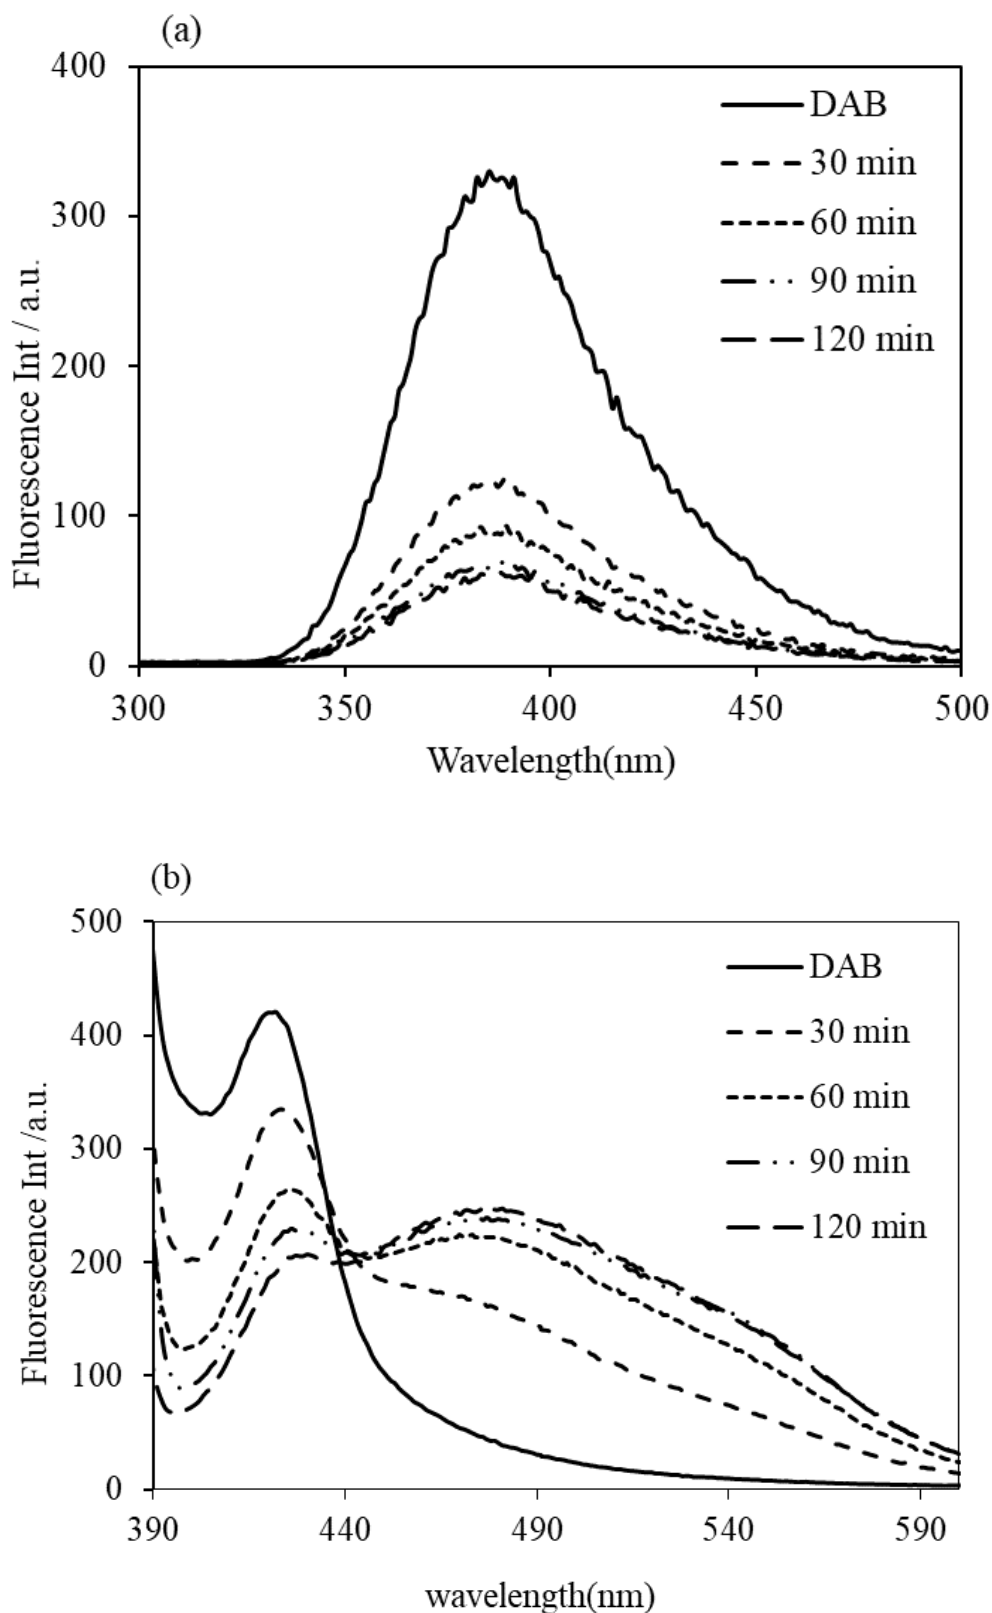 (a)
400
300
200
100
0
Fluorescence Int / a.u.
DAB
30 min
60 min
90 min
120 min
300 350 400 450 500
Wavelength(nm)
(b)
500
400
300
200
100
0
Fluorescence Int /a.u.
DAB
30 min
60 min
90 min
120 min
390 440 490 540 590
wavelength(nm)